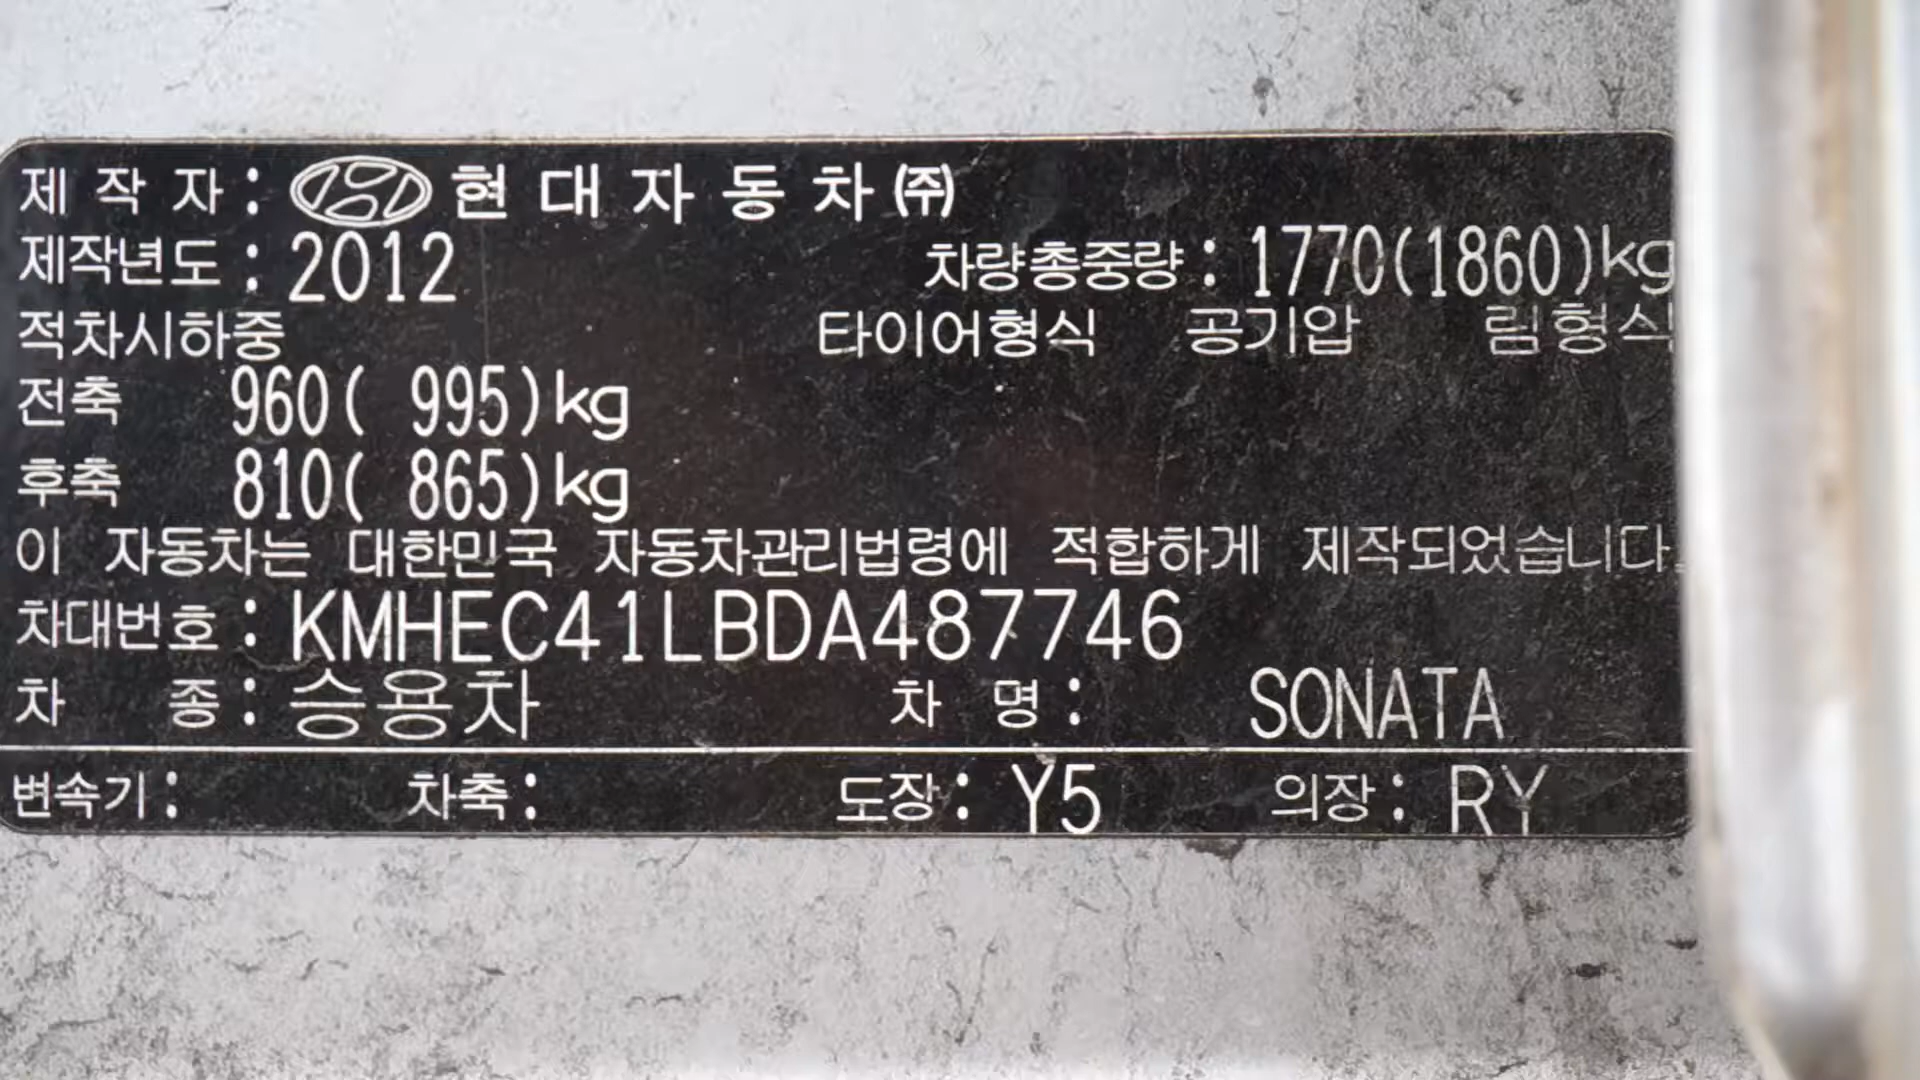 제 작 자 : 현 대 자 동 차 ㈜
제작년도 : 2012 차량총중량 : 1770(1860)kg
적차시하중 타이어형식 공기압 림형식
전축 960( 995)kg
후축 810( 865)kg
이 자동차는 대한민국 자동차관리법령에 적합하게 제작되었습니다.
차대번호 : KMHEC41LBDA487746
차 종 : 승용차 차 명 : SONATA
변속기 : 차축 : 도장 : Y5 의장 : RY